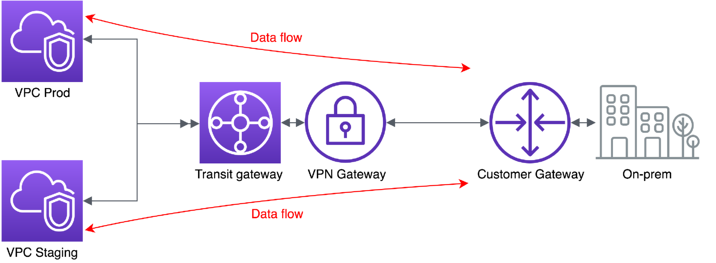 Data flow
VPC Prod
Transit gateway
VPN Gateway
Customer Gateway
On-prem
Data flow
VPC Staging